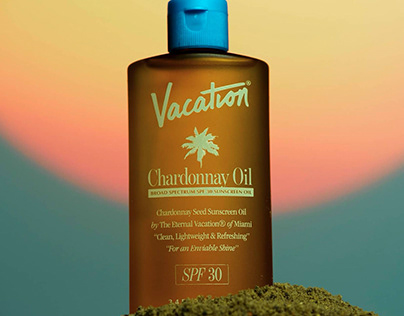 Vacation®
Chardonnay Oil
BROAD SPECTRUM SPF 30 SUNSCREEN OIL
Chardonnay Seed Sunscreen Oil
by The Eternal Vacation® of Miami
"Clean, Lightweight & Refreshing"
"For an Enviable Shine"
SPF 30